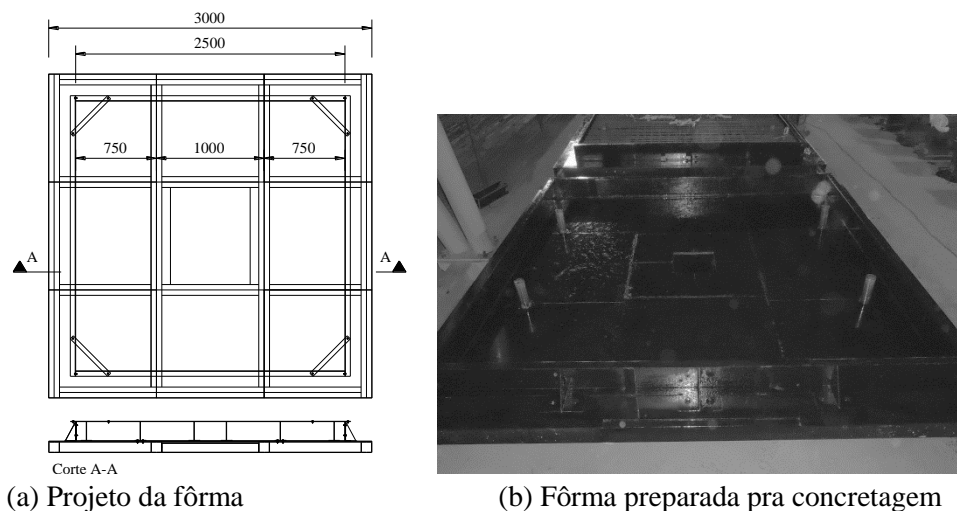 3000
2500
750
1000
750
A
A
Corte A-A
(a) Projeto da fôrma
(b) Fôrma preparada pra concretagem